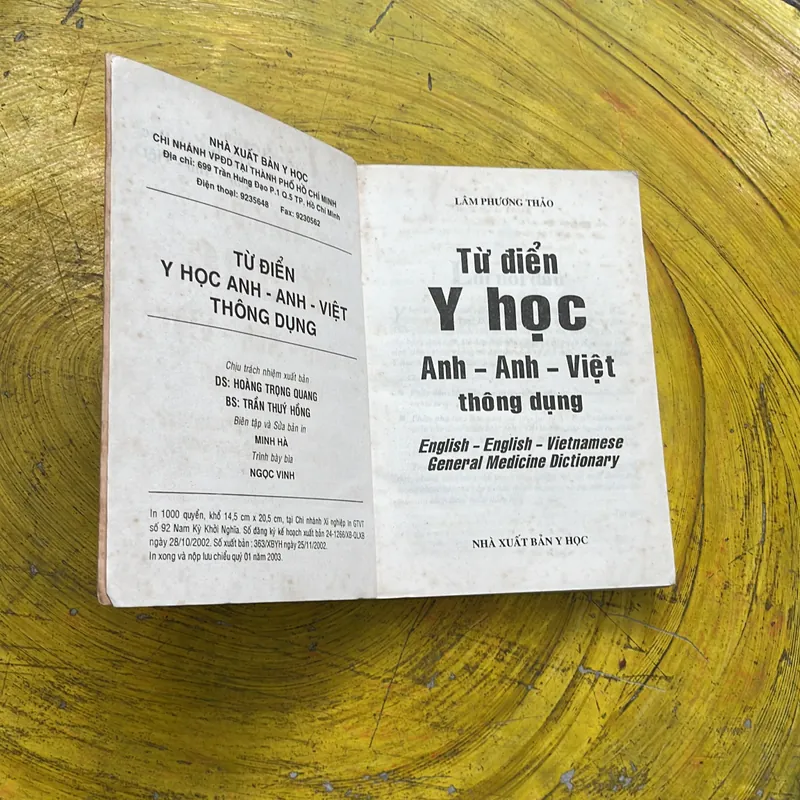 NHÀ XUẤT BẢN Y HỌC
CHI NHÁNH VPĐD TẠI THÀNH PHỐ HỒ CHÍ MINH
Địa chỉ: 699 Trần Hưng Đạo P.1 Q.5 TP. Hồ Chí Minh
Điện thoại: 9235648 Fax: 9230562
TỪ ĐIỂN
Y HỌC ANH - ANH - VIỆT
THÔNG DỤNG
Chịu trách nhiệm xuất bản
DS: HOÀNG TRỌNG QUANG
BS: TRẦN THUÝ HỒNG
Biên tập và Sửa bản in
MINH HÀ
Trình bày bìa
NGỌC VINH
In 1000 quyển, khổ 14,5 cm x 20,5 cm, tại Chi nhánh Xí nghiệp in GTVT
số 92 Nam Kỳ Khởi Nghĩa. Số đăng ký kế hoạch xuất bản 24-1266/XB-QLXB
ngày 28/10/2002. Số xuất bản : 363/XBYH ngày 25/11/2002.
In xong và nộp lưu chiểu quý 01 năm 2003.
LÂM PHƯƠNG THẢO
Từ điển
Y học
Anh – Anh – Việt
thông dụng
English – English – Vietnamese
General Medicine Dictionary
NHÀ XUẤT BẢN Y HỌC